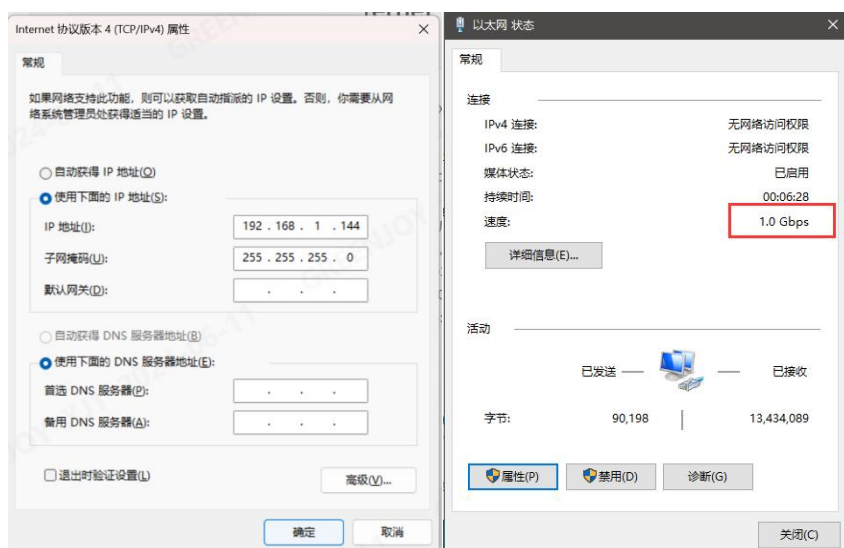 Internet 协议版本 4 (TCP/IPv4) 属性
常规
如果网络支持此功能，则可以获取自动指派的 IP 设置。否则，你需要从网
络系统管理员处获得适当的 IP 设置。
自动获得 IP 地址(O)
使用下面的 IP 地址(S):
IP 地址(I): 192 . 168 . 1 . 144
子网掩码(U): 255 . 255 . 255 . 0
默认网关(D): . . .
自动获得 DNS 服务器地址(B)
使用下面的 DNS 服务器地址(E):
首选 DNS 服务器(P): . . .
备用 DNS 服务器(A): . . .
退出时验证设置(L)
高级(V)...
确定 取消
以太网 状态
常规
连接
IPv4 连接: 无网络访问权限
IPv6 连接: 无网络访问权限
媒体状态: 已启用
持续时间: 00:06:28
速度: 1.0 Gbps
详细信息(E)...
活动
已发送 — — 已接收
字节: 90,198 13,434,089
属性(P) 禁用(D) 诊断(G)
关闭(C)